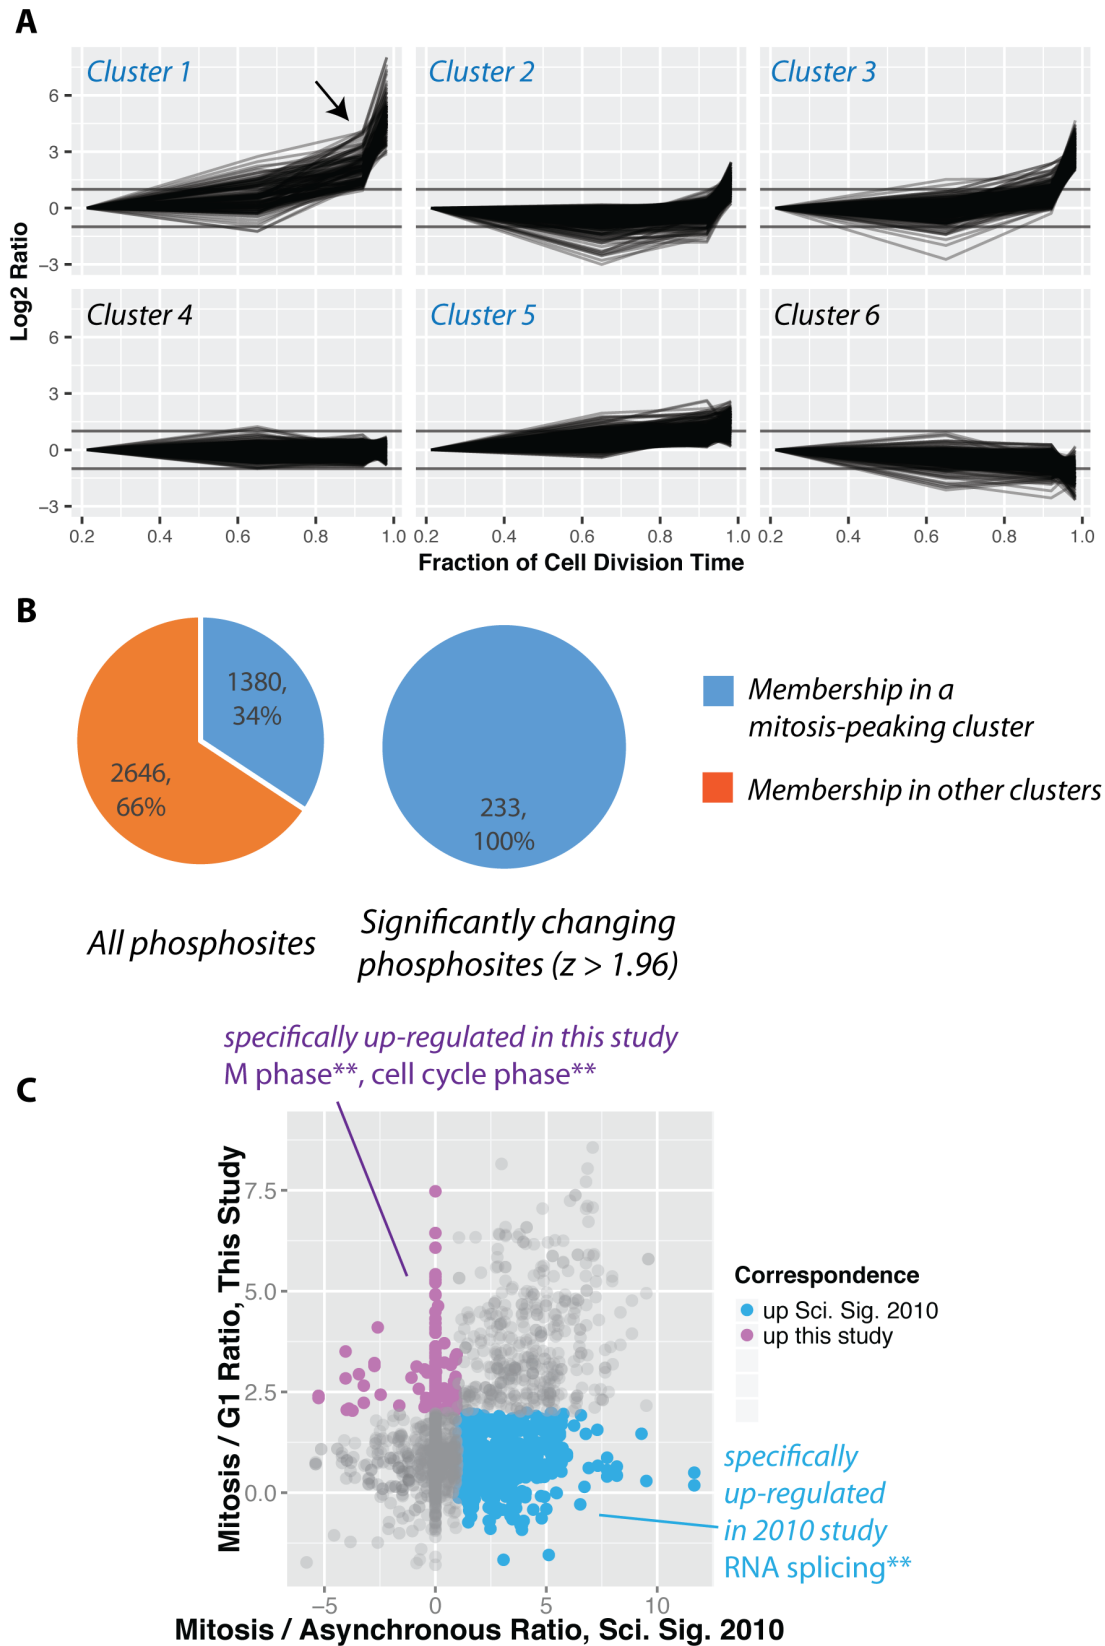 A
Cluster 1
Cluster 2
Cluster 3
6
3
0
−3
Log2 Ratio
Cluster 4
Cluster 5
Cluster 6
6
3
0
−3
0.2 0.4 0.6 0.8 1.0
0.2 0.4 0.6 0.8 1.0
0.2 0.4 0.6 0.8 1.0
Fraction of Cell Division Time
B
1380,
34%
2646,
66%
233,
100%
Membership in a
mitosis-peaking cluster
Membership in other clusters
All phosphosites
Significantly changing
phosphosites (z > 1.96)
specifically up-regulated in this study
M phase**, cell cycle phase**
C
Mitosis / G1 Ratio, This Study
7.5
5.0
2.5
0.0
−5 0 5 10
Mitosis / Asynchronous Ratio, Sci. Sig. 2010
Correspondence
up Sci. Sig. 2010
up this study
specifically
up-regulated
in 2010 study
RNA splicing**